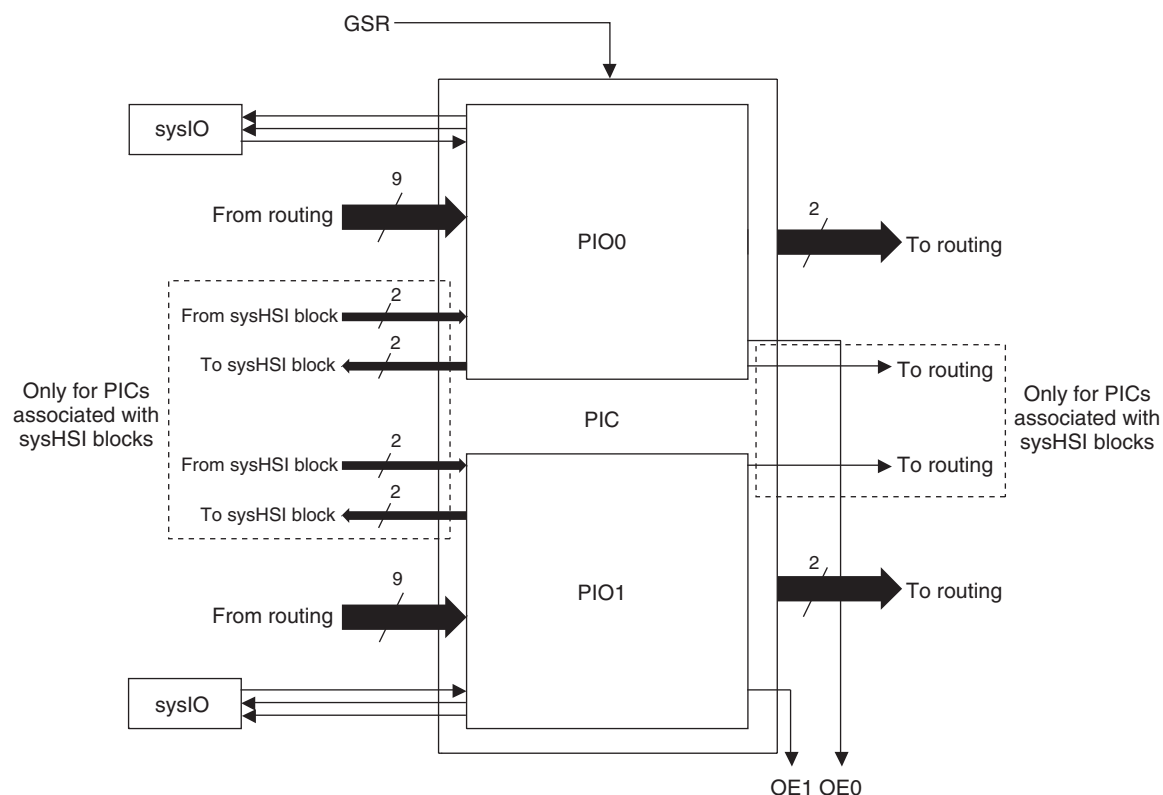 GSR
sysIO
9
From routing
PIO0
2
To routing
2
From sysHSI block
2
To sysHSI block
To routing
Only for PICs
associated with
sysHSI blocks
PIC
Only for PICs
associated with
sysHSI blocks
2
From sysHSI block
To routing
2
To sysHSI block
9
From routing
PIO1
2
To routing
sysIO
OE1 OE0